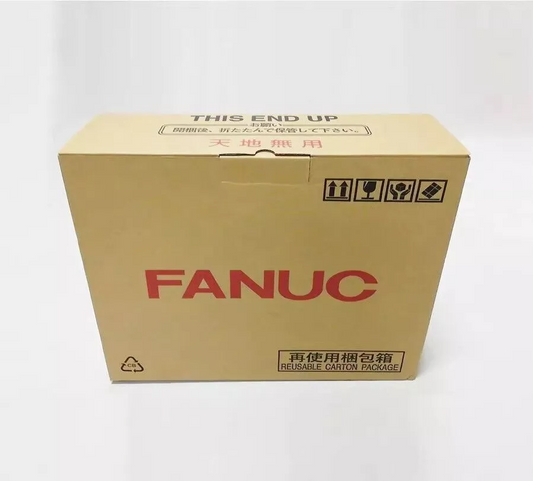 THIS END UP
お願い
開梱後、折たたんで保管して下さい。
天地無用
FANUC
CB
再使用梱包箱
REUSABLE CARTON PACKAGE